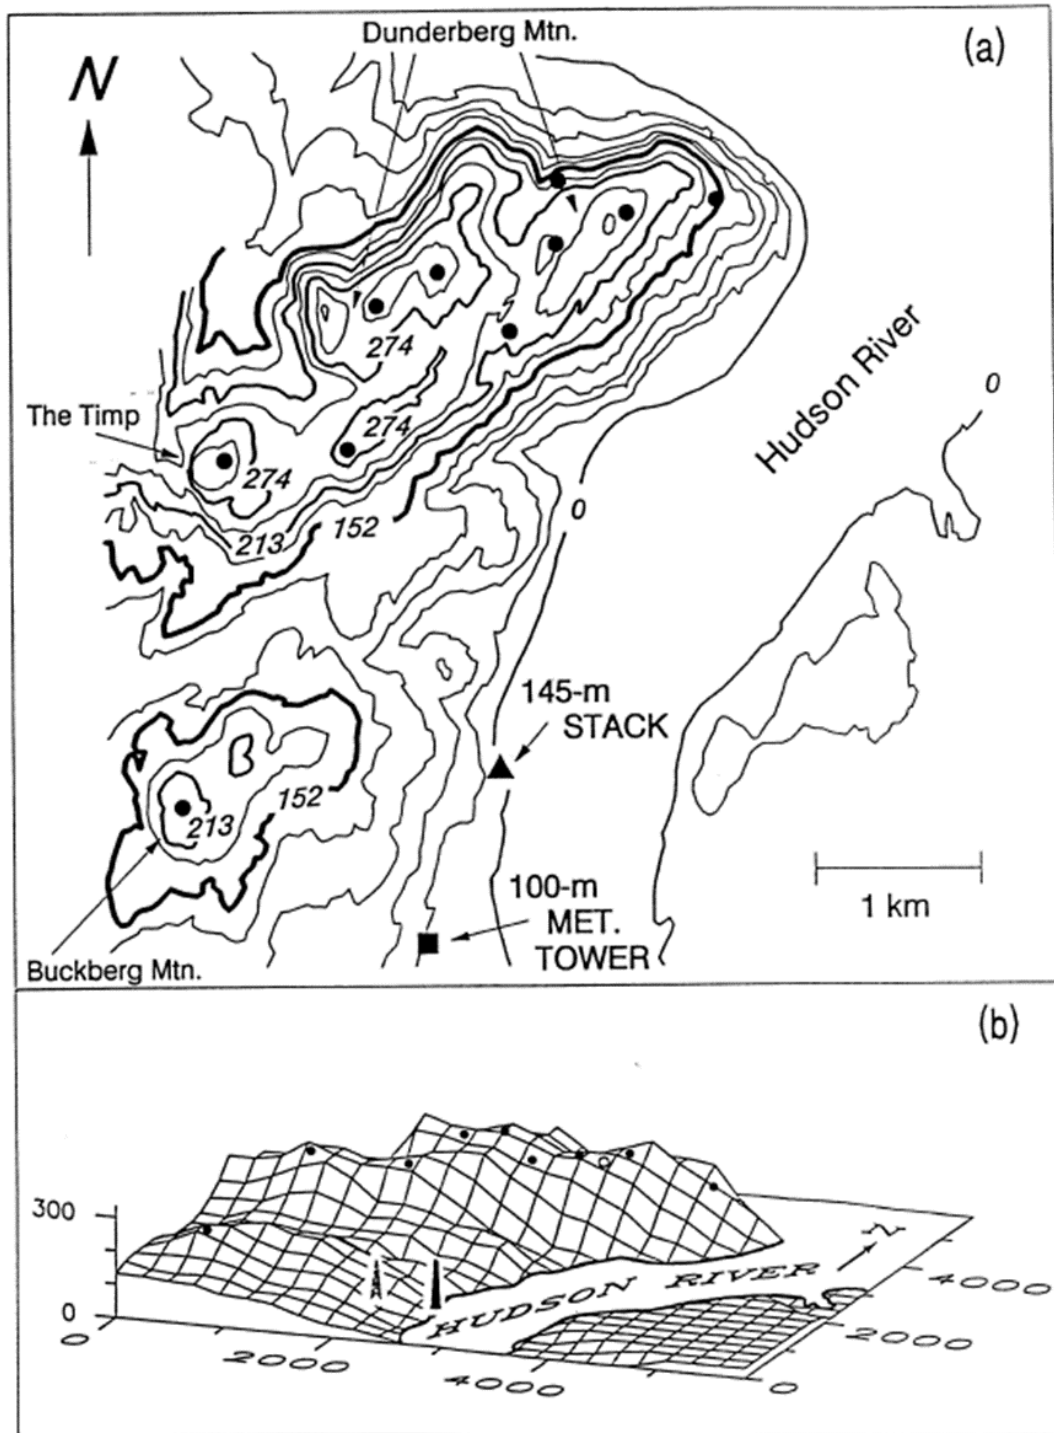 Dunderberg Mtn.
(a)
N
274
The Timp
274
274
213
152
Hudson River
0
0
145-m
STACK
152
213
100-m
MET.
TOWER
1 km
Buckberg Mtn.
(b)
300
0
0
2000
4000
HUDSON RIVER
N
4000
2000
0